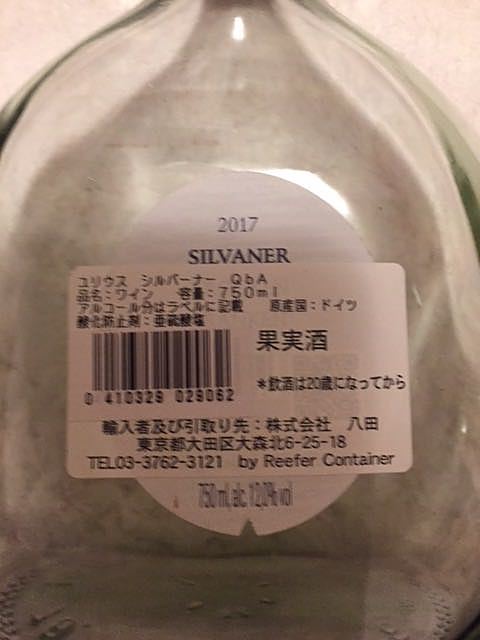 2017
SILVANER
ユリウス シルバーナー QbA
品名：ワイン 容量：750ml
アルコール分はラベルに記載 原産国：ドイツ
酸化防止剤：亜硫酸塩
果実酒
0 410329 029062
＊飲酒は20歳になってから
輸入者及び引取り先：株式会社 八田
東京都大田区大森北6-25-18
TEL03-3762-3121 by Reefer Container
750 ml, alc. 12,0% vol